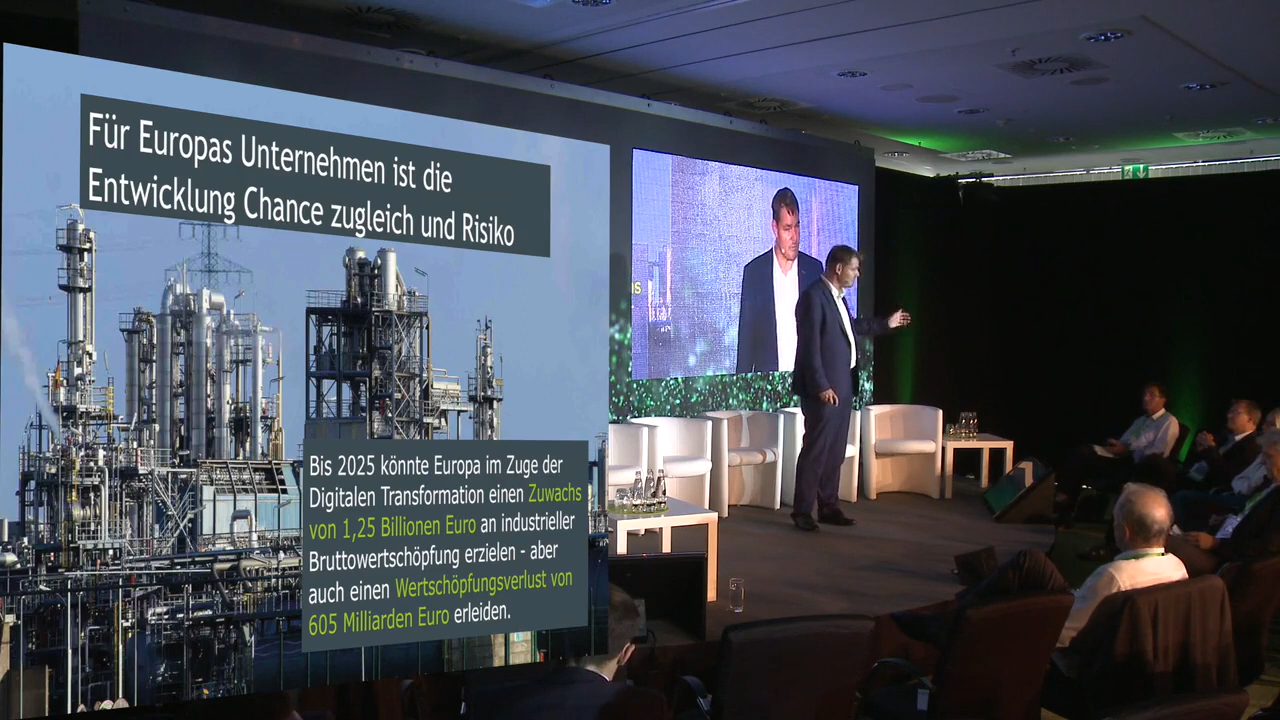 Für Europas Unternehmen ist die
Entwicklung Chance zugleich und Risiko
Bis 2025 könnte Europa im Zuge der
Digitalen Transformation einen Zuwachs
von 1,25 Billionen Euro an industrieller
Bruttowertschöpfung erzielen - aber
auch einen Wertschöpfungsverlust von
605 Milliarden Euro erleiden.